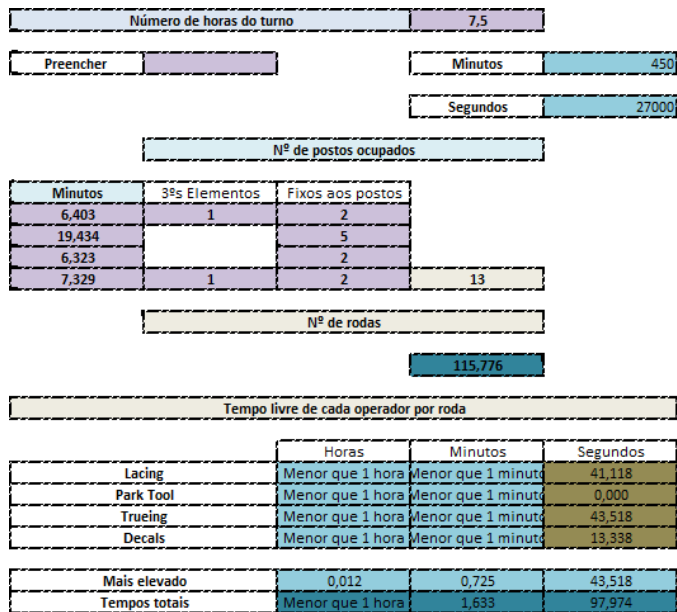 Número de horas do turno 7,5
Preencher Minutos 450
Segundos 27000
Nº de postos ocupados
Minutos 3ºs Elementos Fixos aos postos
6,403 1 2
19,434 5
6,323 2
7,329 1 2 13
Nº de rodas
115,776
Tempo livre de cada operador por roda
Horas Minutos Segundos
Lacing Menor que 1 hora Menor que 1 minuto 41,118
Park Tool Menor que 1 hora Menor que 1 minuto 0,000
Trueing Menor que 1 hora Menor que 1 minuto 43,518
Decals Menor que 1 hora Menor que 1 minuto 13,338
Mais elevado 0,012 0,725 43,518
Tempos totais Menor que 1 hora 1,633 97,974